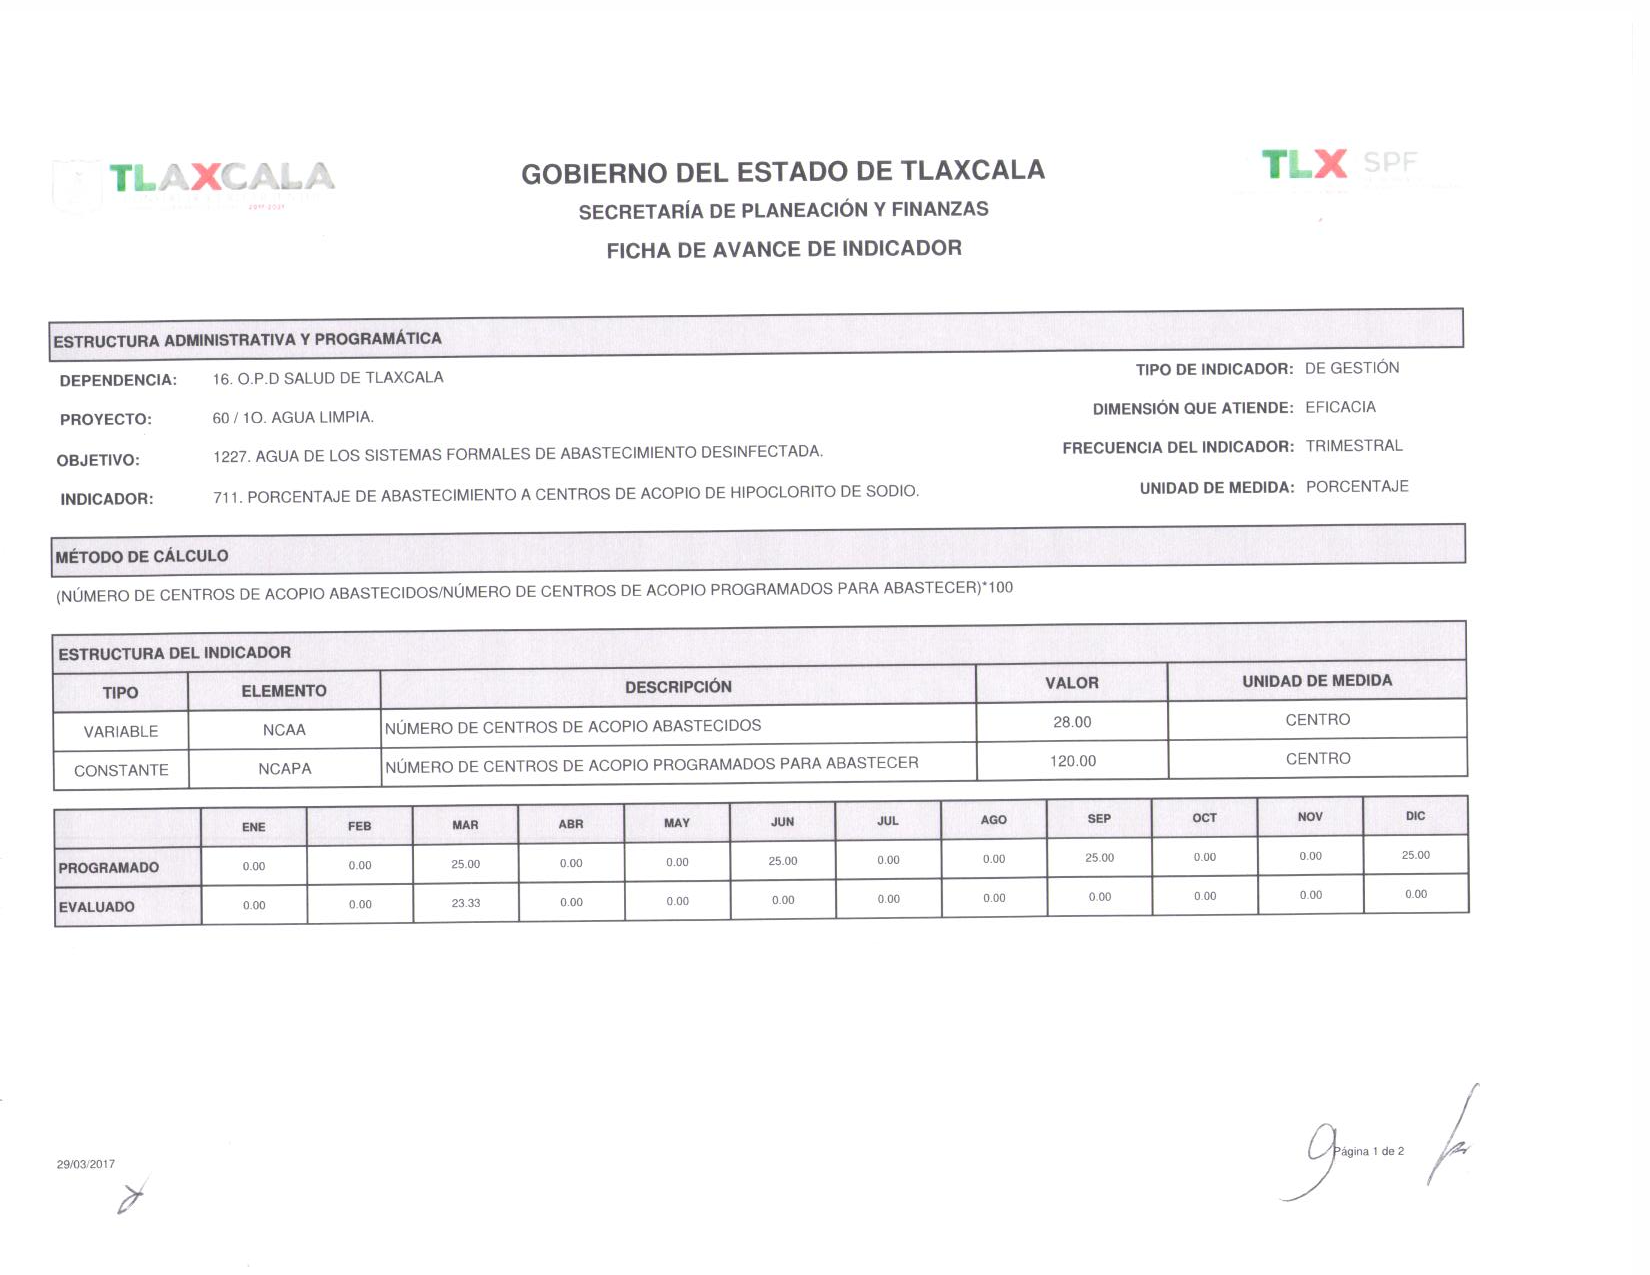 TLAXCALA
2017-2021
GOBIERNO DEL ESTADO DE TLAXCALA
SECRETARÍA DE PLANEACIÓN Y FINANZAS
FICHA DE AVANCE DE INDICADOR
TLX SPF
ESTRUCTURA ADMINISTRATIVA Y PROGRAMÁTICA
DEPENDENCIA: 16. O.P.D SALUD DE TLAXCALA TIPO DE INDICADOR: DE GESTIÓN
PROYECTO: 60 / 1O. AGUA LIMPIA. DIMENSIÓN QUE ATIENDE: EFICACIA
OBJETIVO: 1227. AGUA DE LOS SISTEMAS FORMALES DE ABASTECIMIENTO DESINFECTADA. FRECUENCIA DEL INDICADOR: TRIMESTRAL
INDICADOR: 711. PORCENTAJE DE ABASTECIMIENTO A CENTROS DE ACOPIO DE HIPOCLORITO DE SODIO. UNIDAD DE MEDIDA: PORCENTAJE
MÉTODO DE CÁLCULO
(NÚMERO DE CENTROS DE ACOPIO ABASTECIDOS/NÚMERO DE CENTROS DE ACOPIO PROGRAMADOS PARA ABASTECER)*100
ESTRUCTURA DEL INDICADOR
TIPO ELEMENTO DESCRIPCIÓN VALOR UNIDAD DE MEDIDA
VARIABLE NCAA NÚMERO DE CENTROS DE ACOPIO ABASTECIDOS 28.00 CENTRO
CONSTANTE NCAPA NÚMERO DE CENTROS DE ACOPIO PROGRAMADOS PARA ABASTECER 120.00 CENTRO
ENE FEB MAR ABR MAY JUN JUL AGO SEP OCT NOV DIC
PROGRAMADO 0.00 0.00 25.00 0.00 0.00 25.00 0.00 0.00 25.00 0.00 0.00 25.00
EVALUADO 0.00 0.00 23.33 0.00 0.00 0.00 0.00 0.00 0.00 0.00 0.00 0.00
29/03/2017
Página 1 de 2